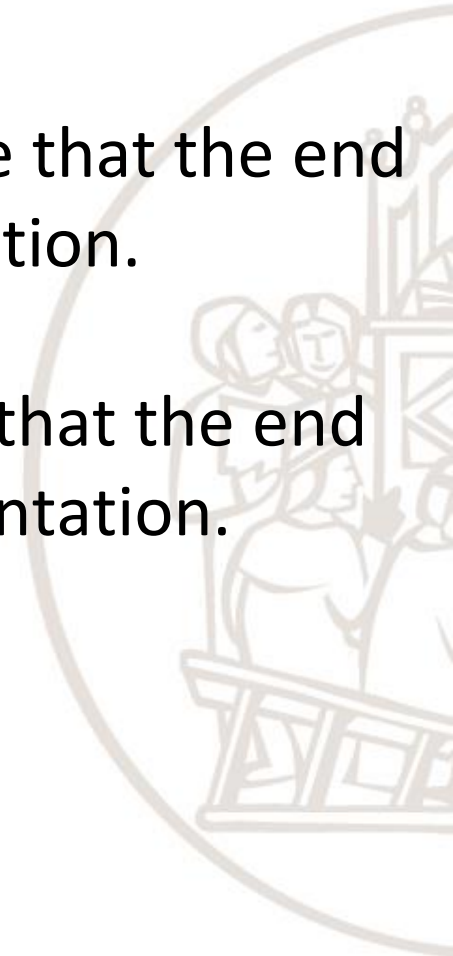 e that the end
tion.
that the end
ntation.